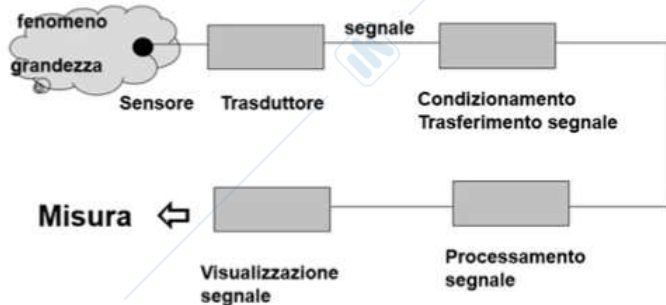 fenomeno
grandezza
segnale
Sensore
Trasduttore
Condizionamento
Trasferimento segnale
Misura
Visualizzazione
segnale
Processamento
segnale